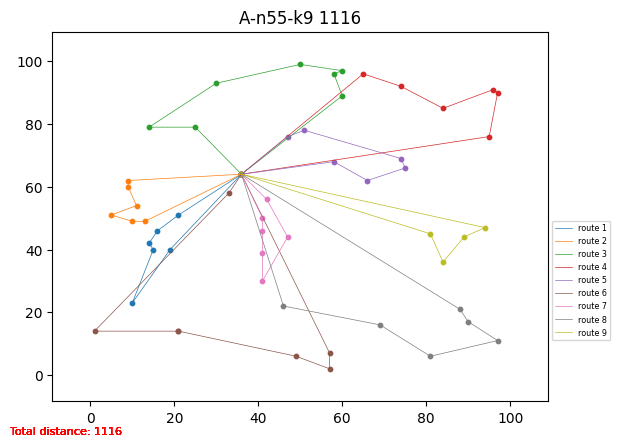 A-n55-k9 1116
100
80
60
40
20
0
0 20 40 60 80 100
route 1
route 2
route 3
route 4
route 5
route 6
route 7
route 8
route 9
Total distance: 1116